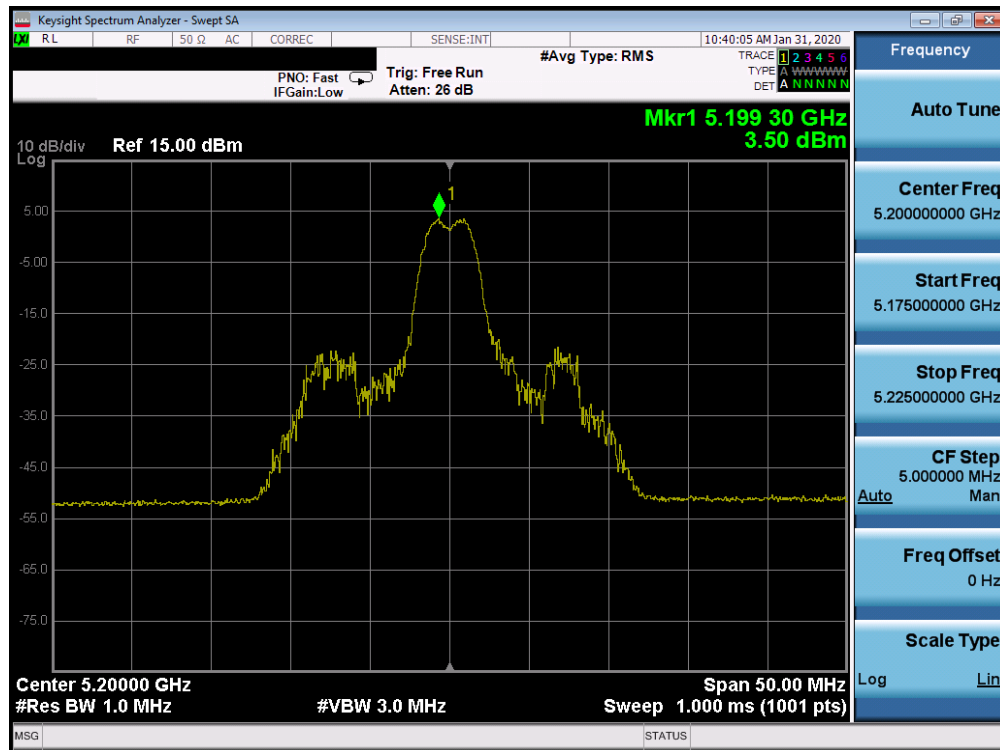 Keysight Spectrum Analyzer - Swept SA
LXI RL RF 50 Ω AC CORREC SENSE:INT 10:40:05 AM Jan 31, 2020
#Avg Type: RMS
PNO: Fast
IFGain:Low
Trig: Free Run
Atten: 26 dB
TRACE 1 2 3 4 5 6
TYPE A WWWWW
DET A N N N N N
Mkr1 5.199 30 GHz
3.50 dBm
10 dB/div
Log
Ref 15.00 dBm
1
5.00
-5.00
-15.0
-25.0
-35.0
-45.0
-55.0
-65.0
-75.0
Center 5.20000 GHz
#Res BW 1.0 MHz
#VBW 3.0 MHz
Span 50.00 MHz
Sweep 1.000 ms (1001 pts)
MSG
STATUS
Frequency
Auto Tune
Center Freq
5.200000000 GHz
Start Freq
5.175000000 GHz
Stop Freq
5.225000000 GHz
CF Step
5.000000 MHz
Auto Man
Freq Offset
0 Hz
Scale Type
Log Lin